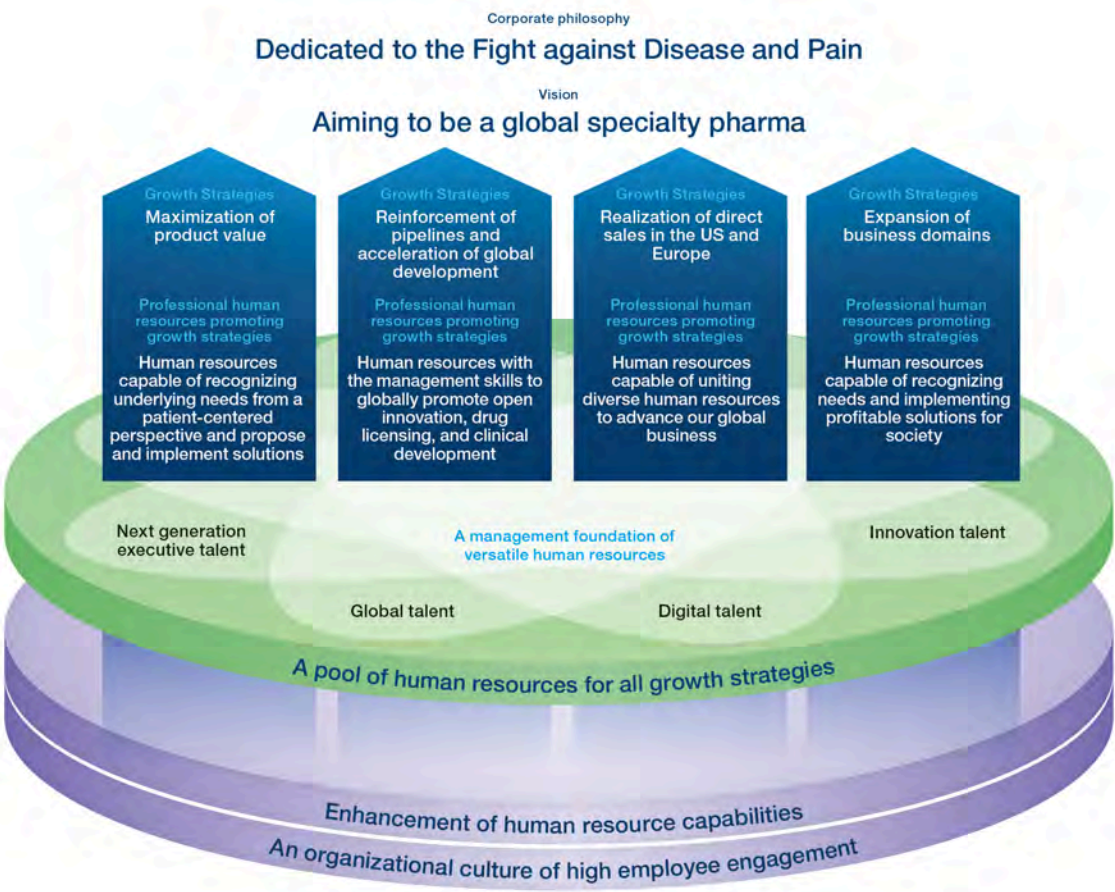 Corporate philosophy
Dedicated to the Fight against Disease and Pain
Vision
Aiming to be a global specialty pharma
Growth Strategies
Maximization of
product value
Professional human
resources promoting
growth strategies
Human resources
capable of recognizing
underlying needs from a
patient-centered
perspective and propose
and implement solutions
Growth Strategies
Reinforcement of
pipelines and
acceleration of global
development
Professional human
resources promoting
growth strategies
Human resources with
the management skills to
globally promote open
innovation, drug
licensing, and clinical
development
Growth Strategies
Realization of direct
sales in the US and
Europe
Professional human
resources promoting
growth strategies
Human resources
capable of uniting
diverse human resources
to advance our global
business
Growth Strategies
Expansion of
business domains
Professional human
resources promoting
growth strategies
Human resources
capable of recognizing
needs and implementing
profitable solutions for
society
Next generation
executive talent
A management foundation of
versatile human resources
Innovation talent
Global talent
Digital talent
A pool of human resources for all growth strategies
Enhancement of human resource capabilities
An organizational culture of high employee engagement